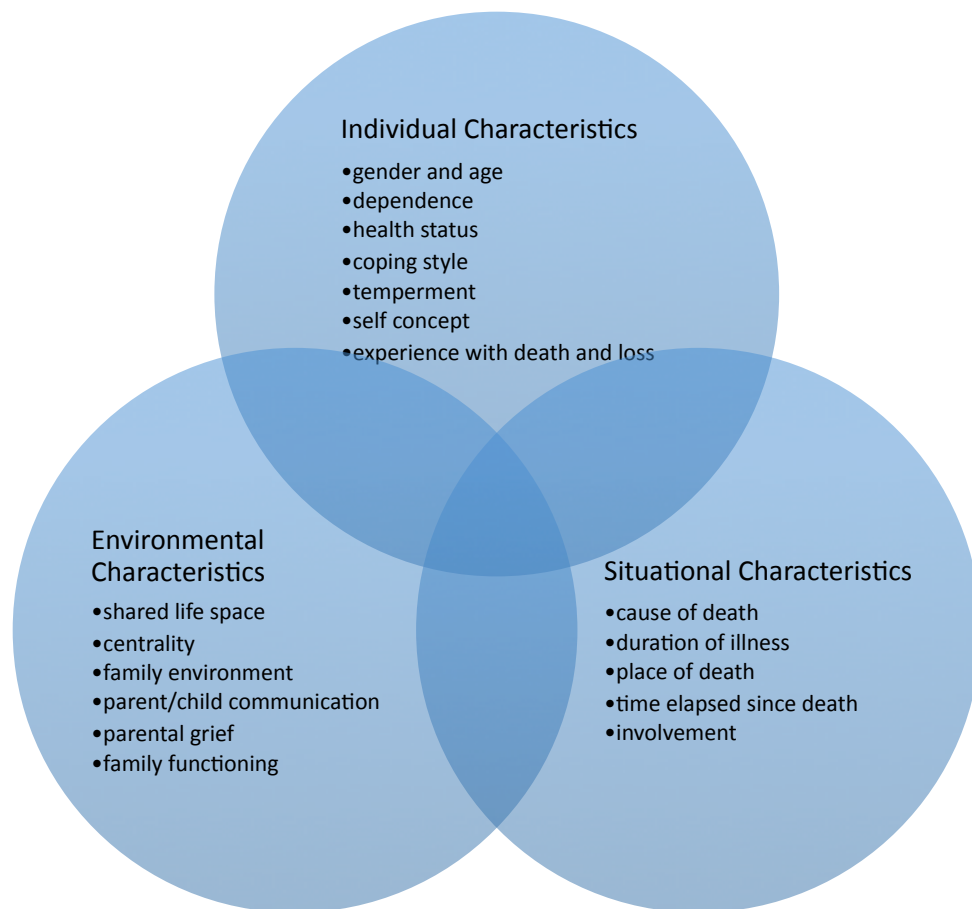 Individual Characteristics
•gender and age
•dependence
•health status
•coping style
•temperment
•self concept
•experience with death and loss
Environmental
Characteristics
•shared life space
•centrality
•family environment
•parent/child communication
•parental grief
•family functioning
Situational Characteristics
•cause of death
•duration of illness
•place of death
•time elapsed since death
•involvement